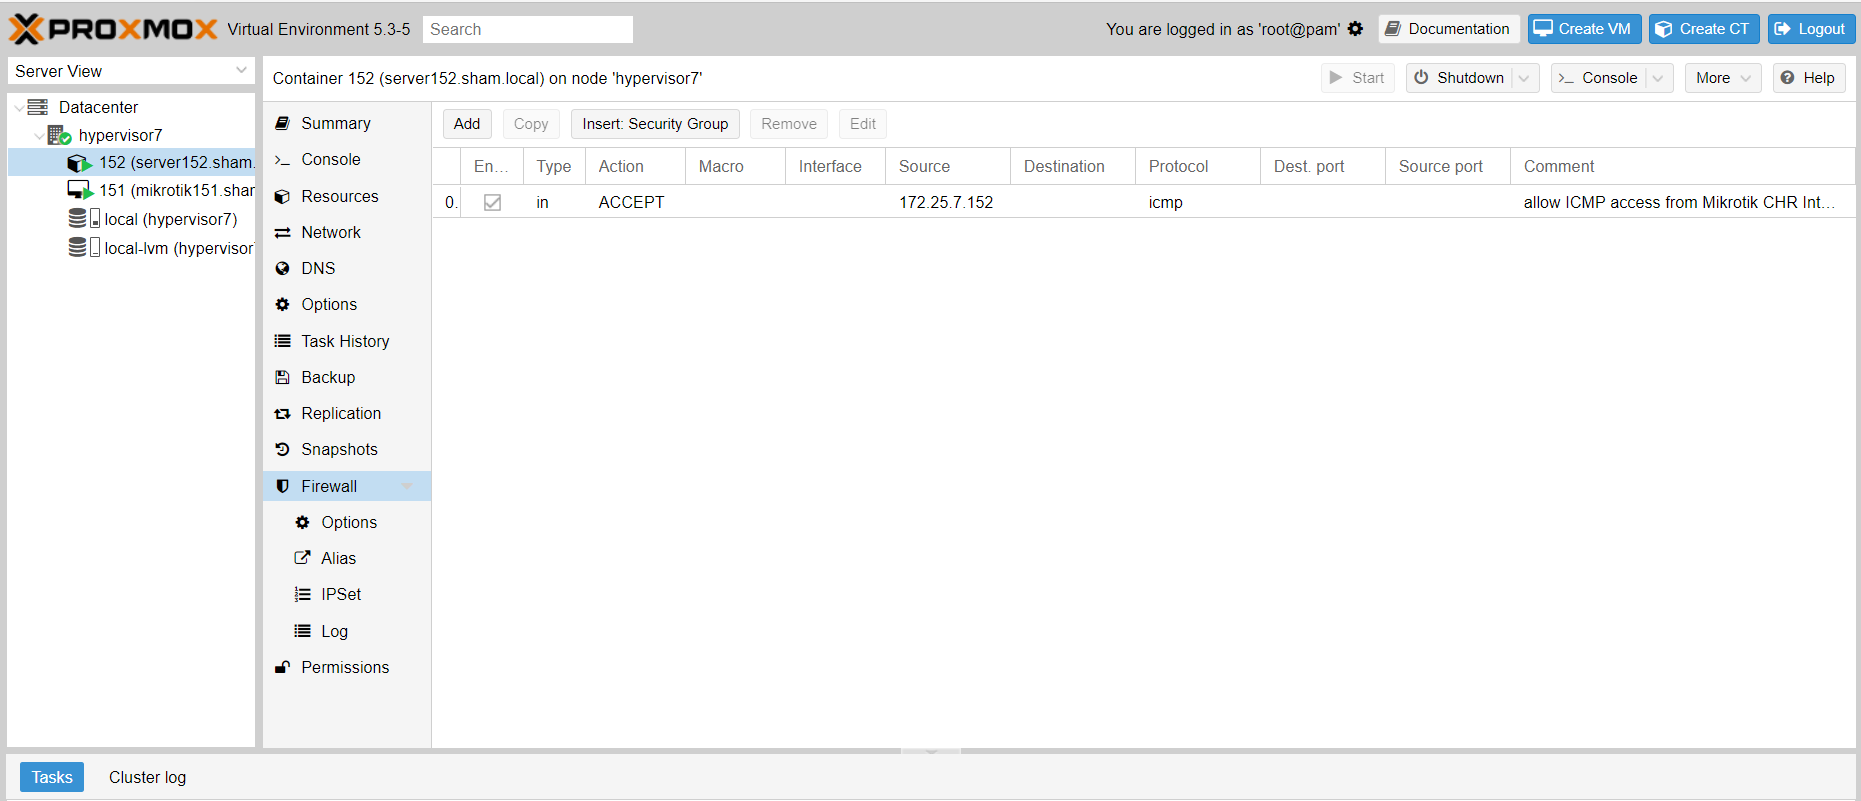 PROXMOX Virtual Environment 5.3-5 Search You are logged in as 'root@pam' Documentation Create VM Create CT Logout
Server View
Datacenter
hypervisor7
152 (server152.sham.
151 (mikrotik151.shar
local (hypervisor7)
local-lvm (hypervisor
Container 152 (server152.sham.local) on node 'hypervisor7' Start Shutdown Console More Help
Summary
Console
Resources
Network
DNS
Options
Task History
Backup
Replication
Snapshots
Firewall
Options
Alias
IPSet
Log
Permissions
Add Copy Insert: Security Group Remove Edit
En... Type Action Macro Interface Source Destination Protocol Dest. port Source port Comment
0. in ACCEPT 172.25.7.152 icmp allow ICMP access from Mikrotik CHR Int...
Tasks Cluster log